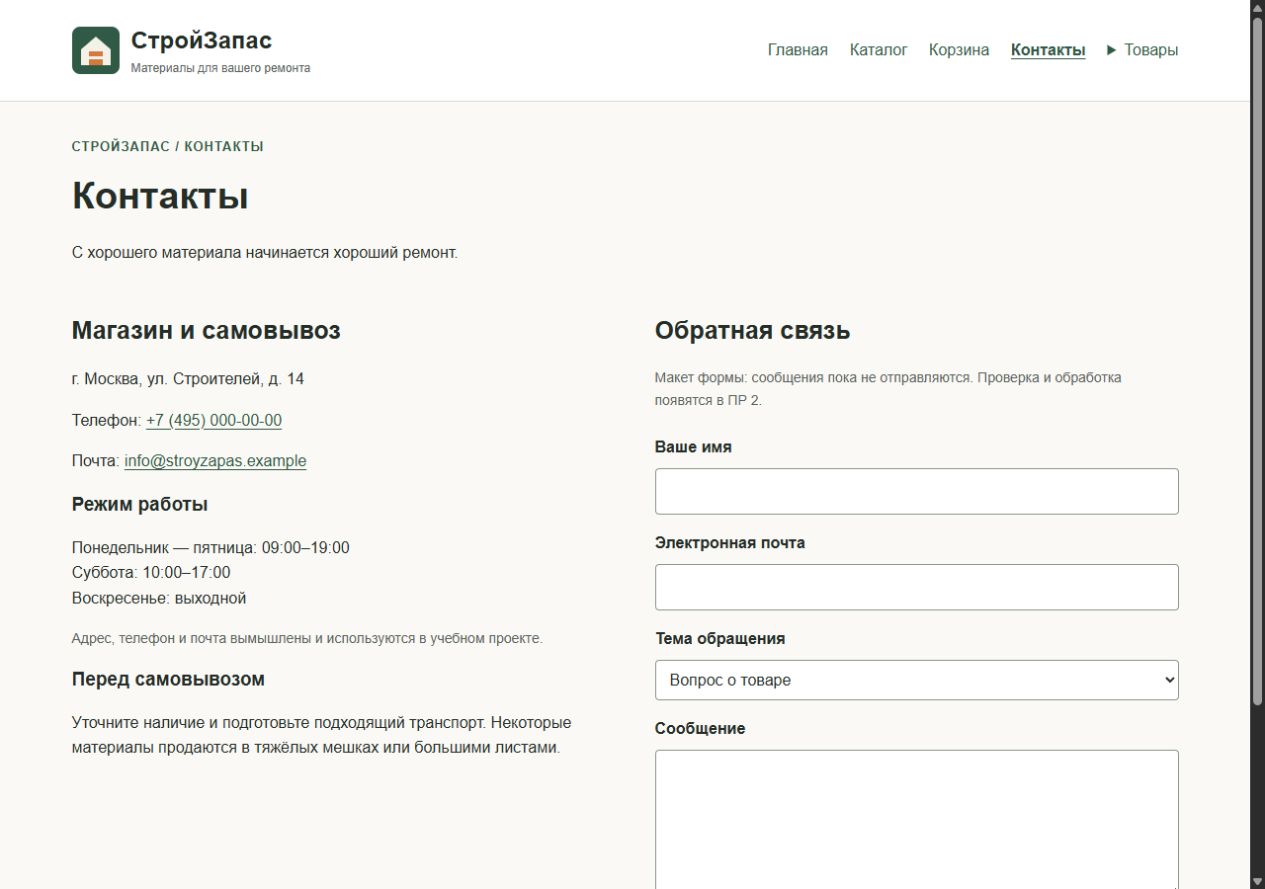 СтройЗапас
Материалы для вашего ремонта
Главная Каталог Корзина Контакты Товары
СТРОЙЗАПАС / КОНТАКТЫ
Контакты
С хорошего материала начинается хороший ремонт.
Магазин и самовывоз
г. Москва, ул. Строителей, д. 14
Телефон: +7 (495) 000-00-00
Почта: info@stroyzapas.example
Режим работы
Понедельник — пятница: 09:00–19:00
Суббота: 10:00–17:00
Воскресенье: выходной
Адрес, телефон и почта вымышлены и используются в учебном проекте.
Перед самовывозом
Уточните наличие и подготовьте подходящий транспорт. Некоторые
материалы продаются в тяжёлых мешках или большими листами.
Обратная связь
Макет формы: сообщения пока не отправляются. Проверка и обработка
появятся в ПР 2.
Ваше имя
Электронная почта
Тема обращения
Вопрос о товаре
Сообщение